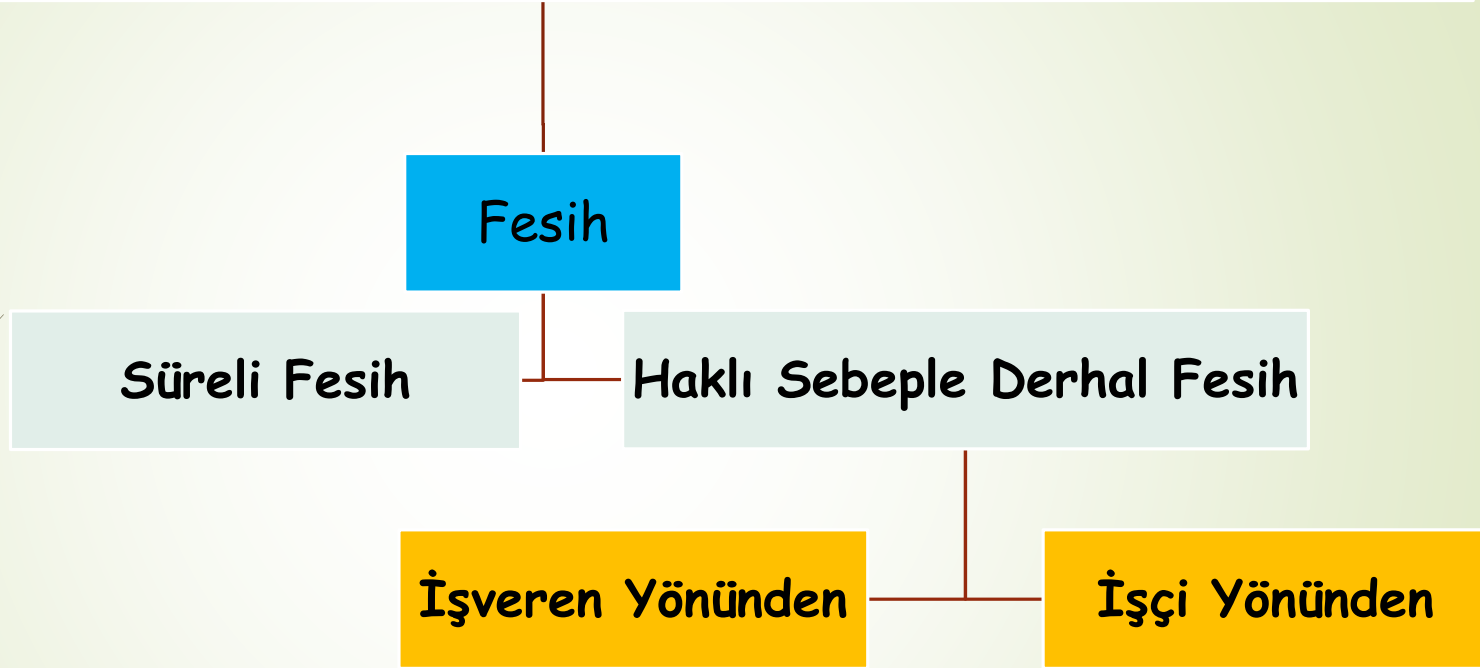 Fesih
Süreli Fesih
Haklı Sebeple Derhal Fesih
İşveren Yönünden
İşçi Yönünden